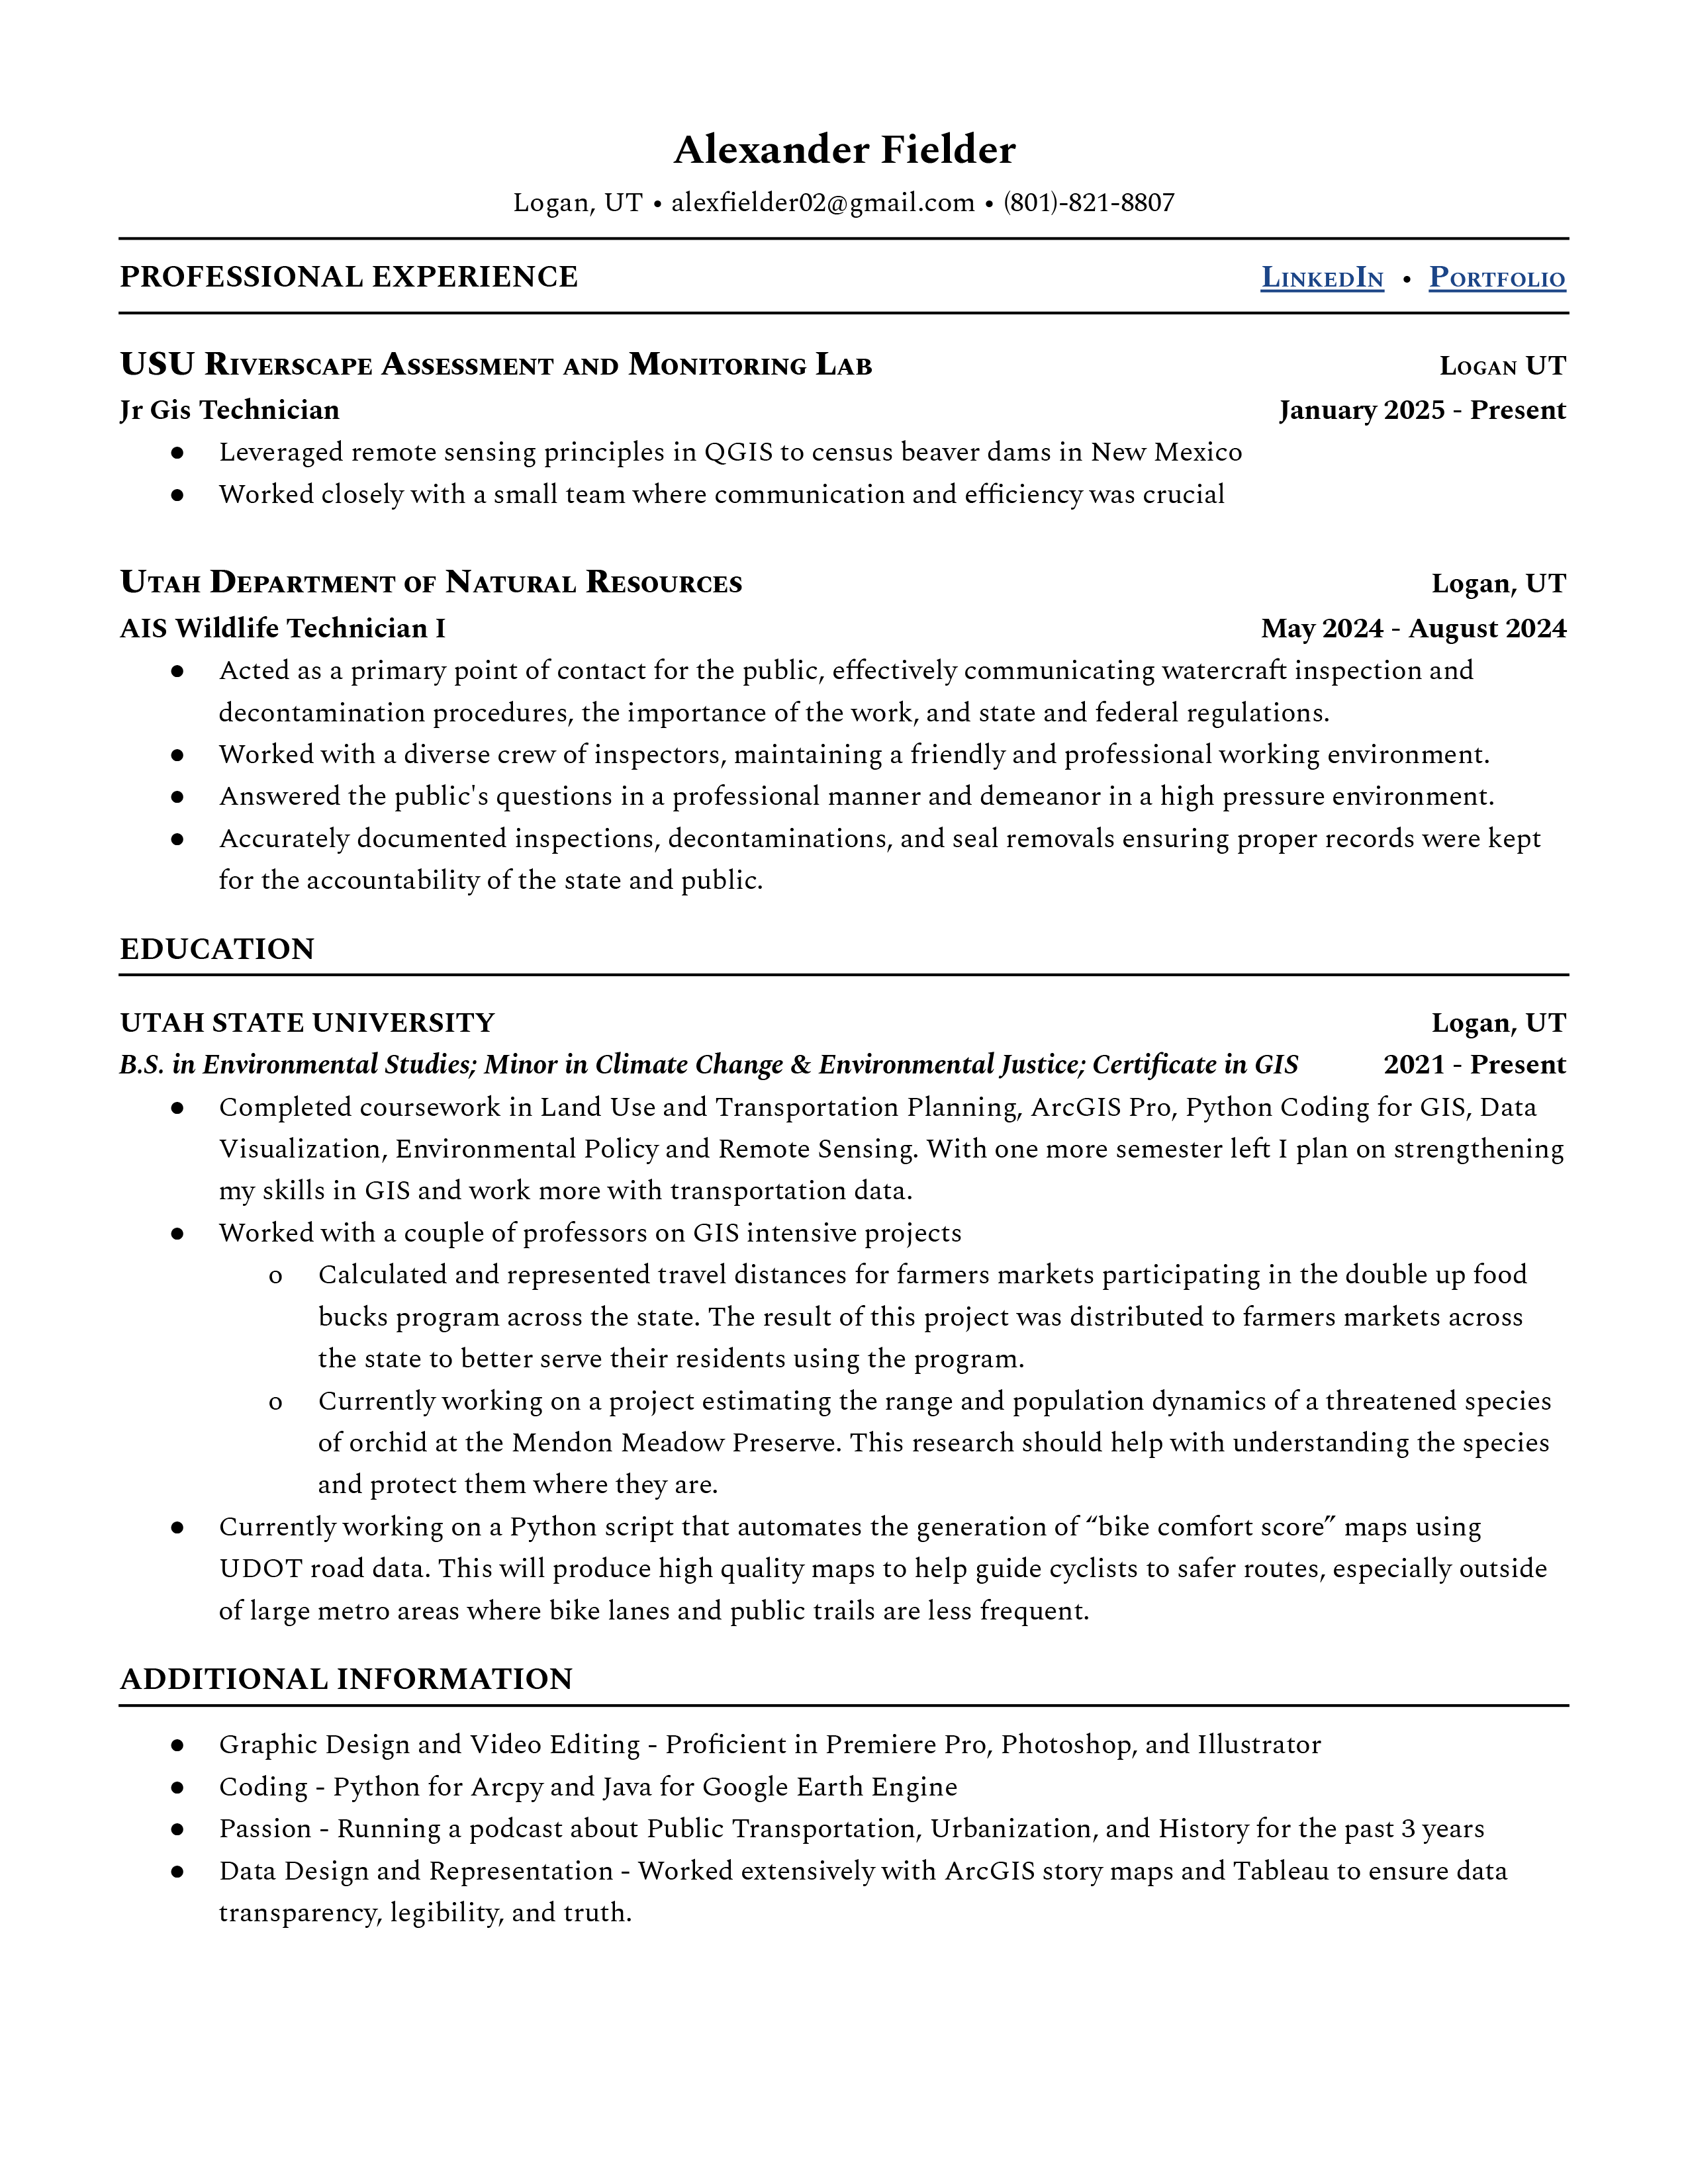 Alexander Fielder
Logan, UT • alexfielder02@gmail.com • (801)-821-8807
PROFESSIONAL EXPERIENCE LinkedIn • Portfolio
USU Riverscape Assessment and Monitoring Lab Logan UT
Jr Gis Technician January 2025 - Present
● Leveraged remote sensing principles in QGIS to census beaver dams in New Mexico
● Worked closely with a small team where communication and efficiency was crucial
Utah Department of Natural Resources Logan, UT
AIS Wildlife Technician I May 2024 - August 2024
● Acted as a primary point of contact for the public, effectively communicating watercraft inspection and
decontamination procedures, the importance of the work, and state and federal regulations.
● Worked with a diverse crew of inspectors, maintaining a friendly and professional working environment.
● Answered the public's questions in a professional manner and demeanor in a high pressure environment.
● Accurately documented inspections, decontaminations, and seal removals ensuring proper records were kept
for the accountability of the state and public.
EDUCATION
UTAH STATE UNIVERSITY Logan, UT
B.S. in Environmental Studies; Minor in Climate Change & Environmental Justice; Certificate in GIS 2021 - Present
● Completed coursework in Land Use and Transportation Planning, ArcGIS Pro, Python Coding for GIS, Data
Visualization, Environmental Policy and Remote Sensing. With one more semester left I plan on strengthening
my skills in GIS and work more with transportation data.
● Worked with a couple of professors on GIS intensive projects
o Calculated and represented travel distances for farmers markets participating in the double up food
bucks program across the state. The result of this project was distributed to farmers markets across
the state to better serve their residents using the program.
o Currently working on a project estimating the range and population dynamics of a threatened species
of orchid at the Mendon Meadow Preserve. This research should help with understanding the species
and protect them where they are.
● Currently working on a Python script that automates the generation of “bike comfort score” maps using
UDOT road data. This will produce high quality maps to help guide cyclists to safer routes, especially outside
of large metro areas where bike lanes and public trails are less frequent.
ADDITIONAL INFORMATION
● Graphic Design and Video Editing - Proficient in Premiere Pro, Photoshop, and Illustrator
● Coding - Python for Arcpy and Java for Google Earth Engine
● Passion - Running a podcast about Public Transportation, Urbanization, and History for the past 3 years
● Data Design and Representation - Worked extensively with ArcGIS story maps and Tableau to ensure data
transparency, legibility, and truth.